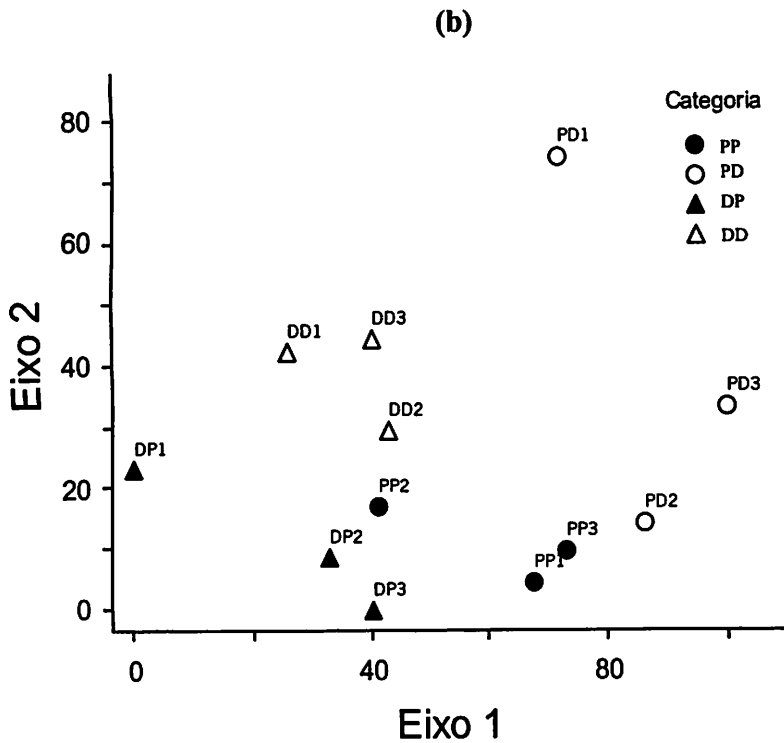 (b)
Categoria
PP
PD
DP
DD
Eixo 2
80
60
40
20
0
PD1
DD1
DD3
PD3
DD2
DP1
PP2
PD2
PP3
DP2
PP1
DP3
0
40
80
Eixo 1